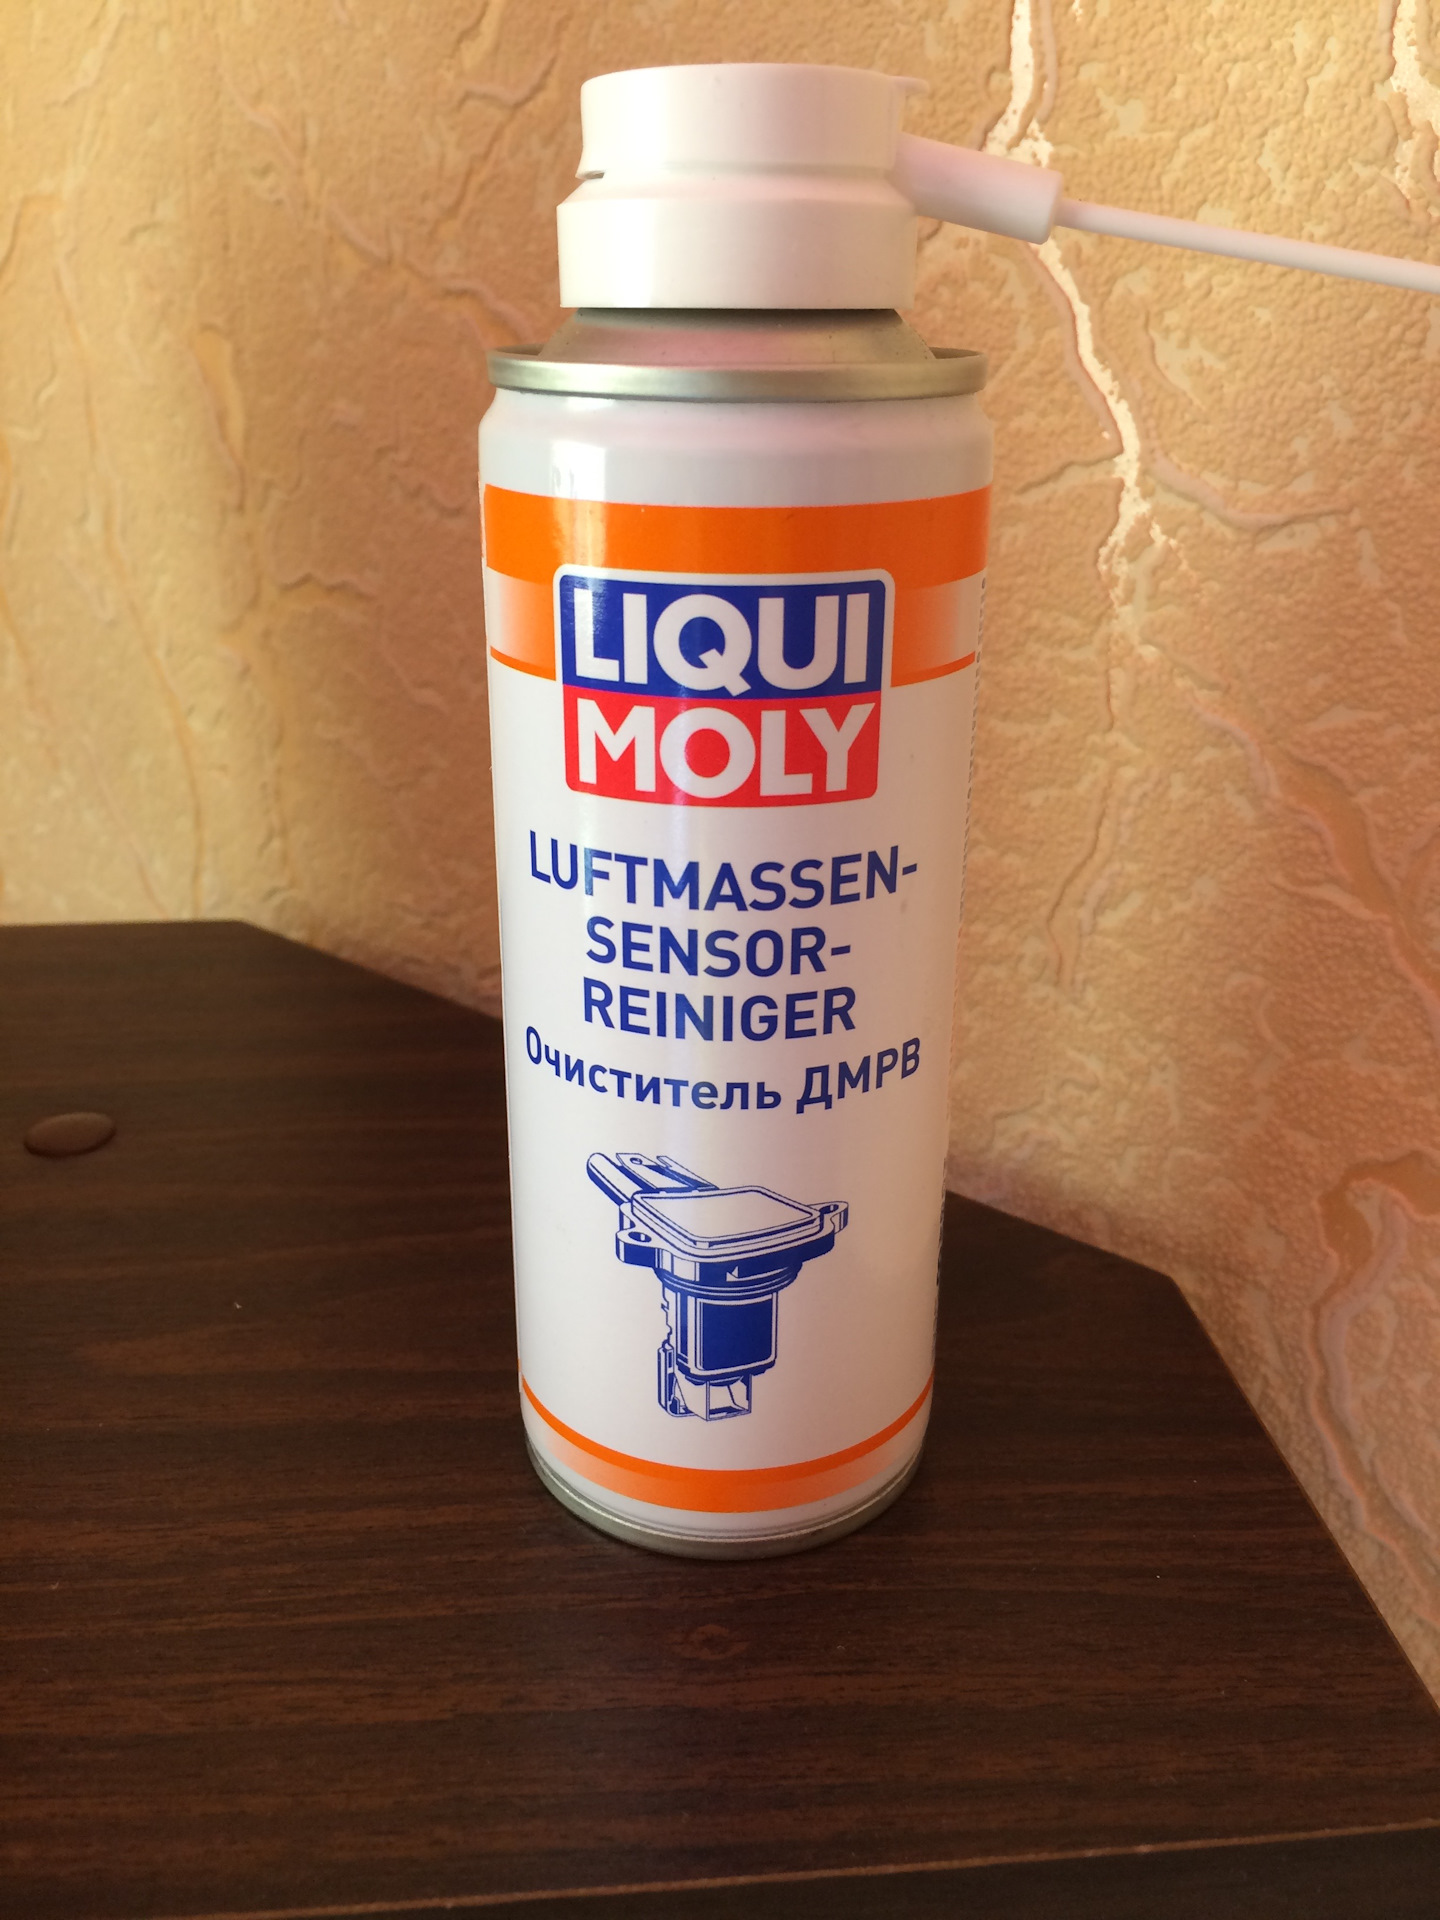 LIQUI
MOLY
LUFTMASSEN-
SENSOR-
REINIGER
Очиститель ДМРВ